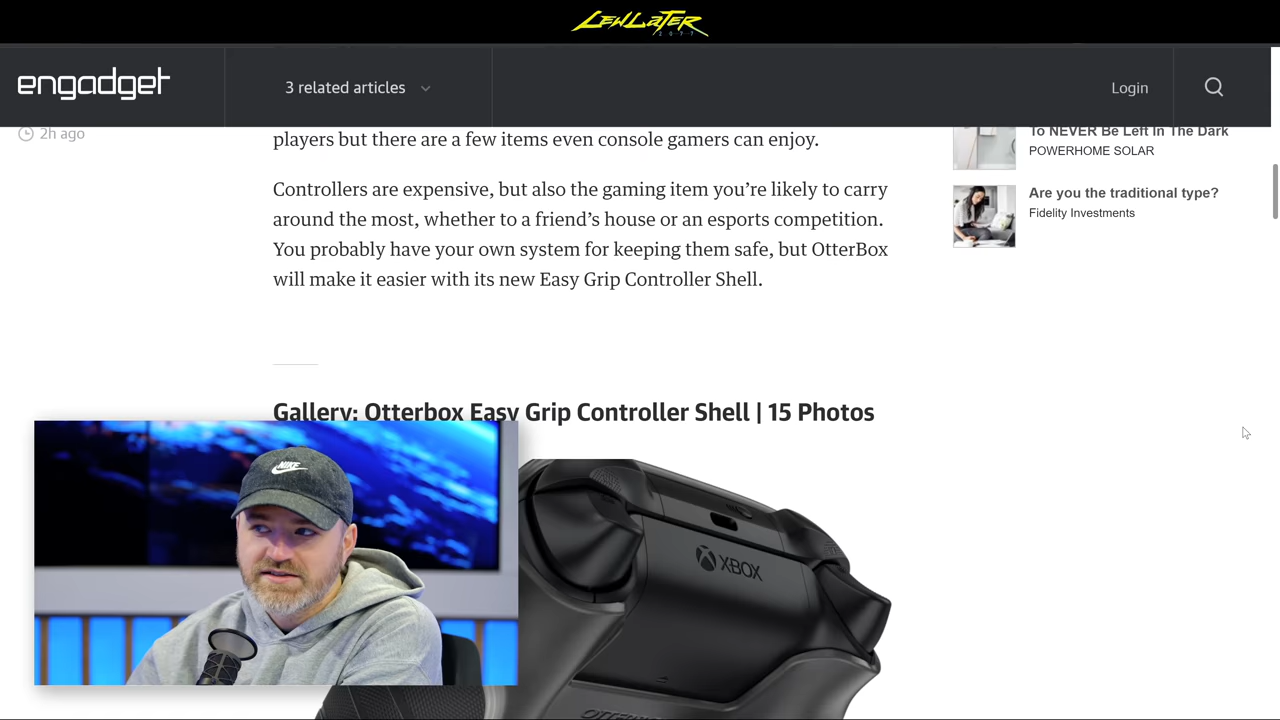 LEWLATER
2077
engadget
3 related articles
Login
2h ago
players but there are a few items even console gamers can enjoy.
Controllers are expensive, but also the gaming item you’re likely to carry
around the most, whether to a friend’s house or an esports competition.
You probably have your own system for keeping them safe, but OtterBox
will make it easier with its new Easy Grip Controller Shell.
To NEVER Be Left In The Dark
POWERHOME SOLAR
Are you the traditional type?
Fidelity Investments
Gallery: Otterbox Easy Grip Controller Shell | 15 Photos
NIKE
XBOX